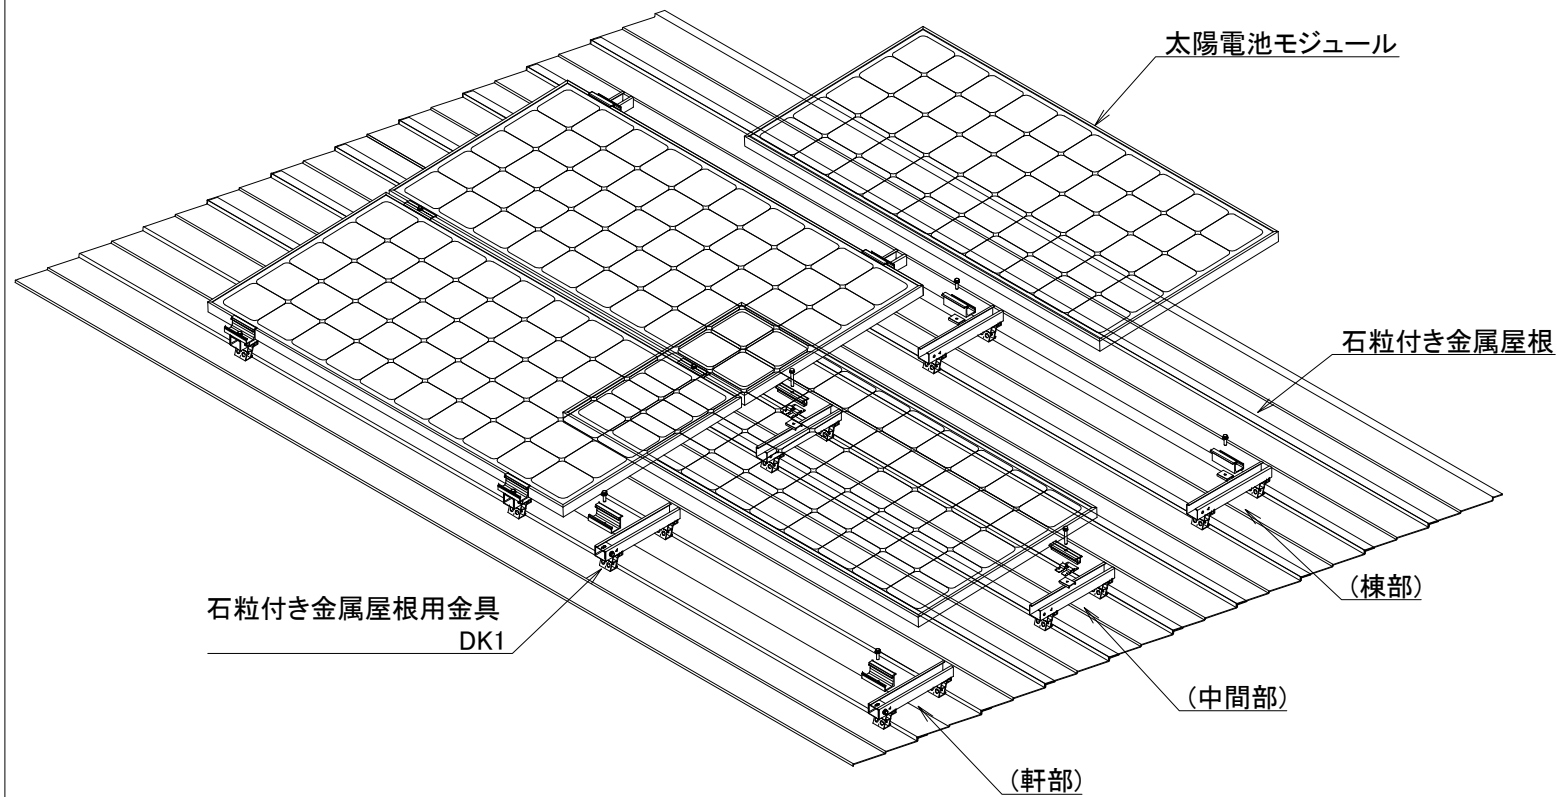 太陽電池モジュール
石粒付き金属屋根
(棟部)
石粒付き金属屋根用金具
DK1
(中間部)
(軒部)